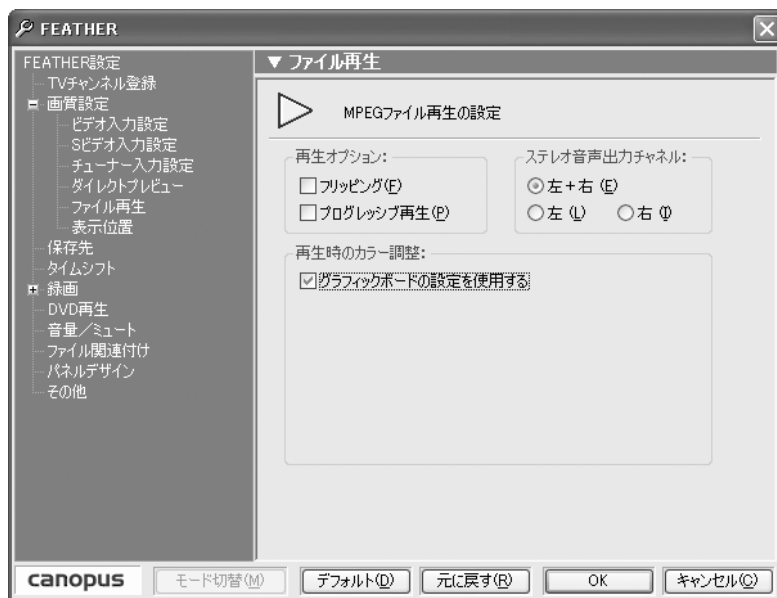 FEATHER
FEATHER設定
TVチャンネル登録
画質設定
ビデオ入力設定
Sビデオ入力設定
チューナー入力設定
ダイレクトプレビュー
ファイル再生
表示位置
保存先
タイムシフト
録画
DVD再生
音量／ミュート
ファイル関連付け
パネルデザイン
その他
▼ ファイル再生
MPEGファイル再生の設定
再生オプション:
フリッピング(F)
プログレッシブ再生(P)
ステレオ音声出力チャネル:
左+右 (E)
左 (L) 右 (I)
再生時のカラー調整:
グラフィックボードの設定を使用する
canopus モード切替(M) デフォルト(D) 元に戻す(R) OK キャンセル(C)